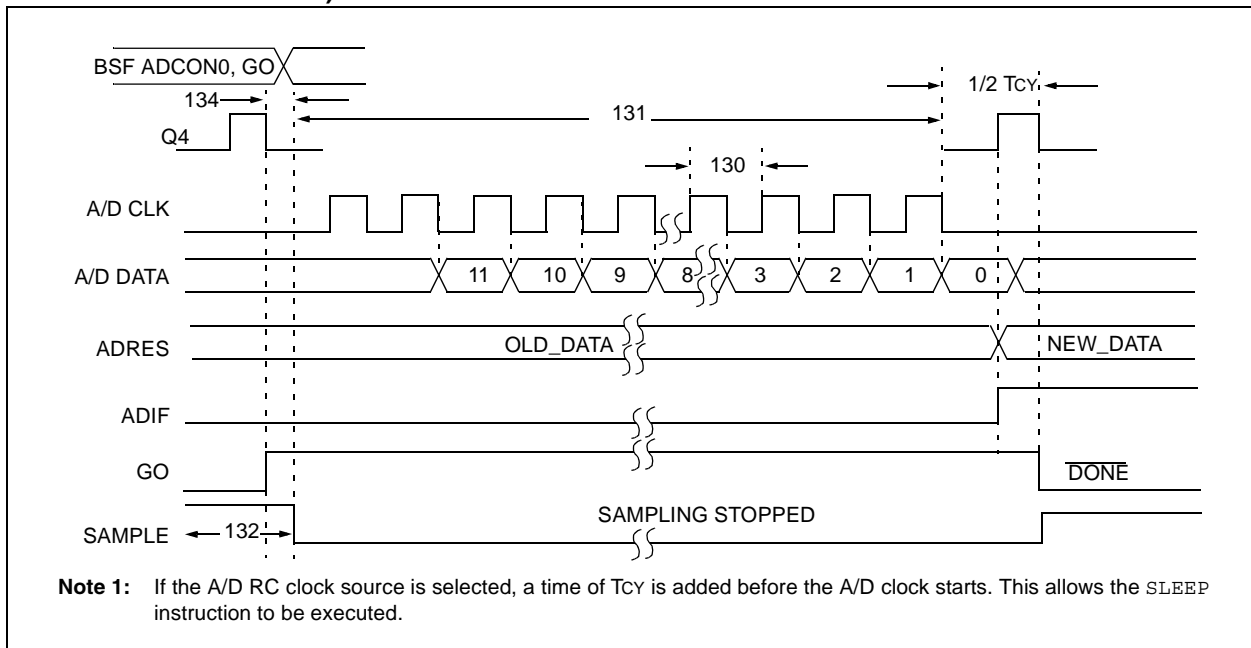 BSF ADCON0, GO
134
1/2 TCY
131
Q4
130
A/D CLK
A/D DATA 11 10 9 8 3 2 1 0
ADRES OLD_DATA NEW_DATA
ADIF
GO DONE
SAMPLING STOPPED
SAMPLE 132
Note 1: If the A/D RC clock source is selected, a time of TCY is added before the A/D clock starts. This allows the SLEEP
instruction to be executed.